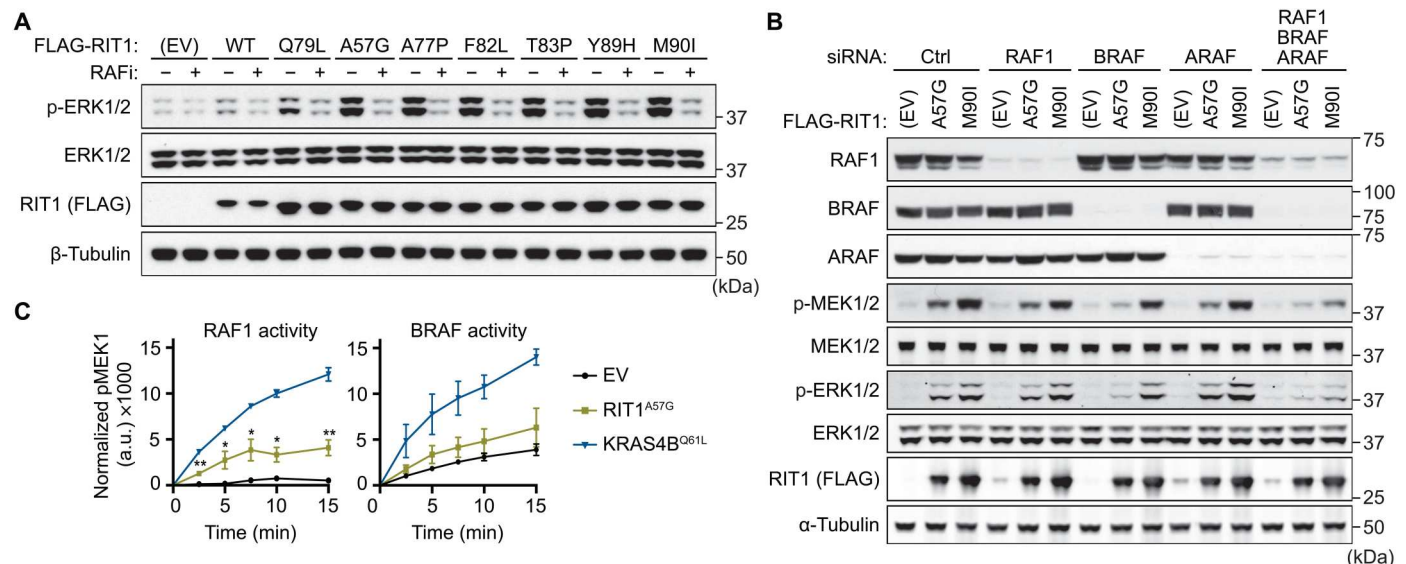 A
FLAG-RIT1: (EV) WT Q79L A57G A77P F82L T83P Y89H M90I
RAFi: – + – + – + – + – + – + – + – + – +
p-ERK1/2
37
ERK1/2
37
RIT1 (FLAG)
25
β-Tubulin
50
(kDa)
B
RAF1
BRAF
ARAF
siRNA: Ctrl RAF1 BRAF ARAF
FLAG-RIT1: (EV) A57G M90I (EV) A57G M90I (EV) A57G M90I (EV) A57G M90I (EV) A57G M90I
75
RAF1
100
BRAF
75
75
ARAF
p-MEK1/2
37
MEK1/2
37
p-ERK1/2
37
ERK1/2
37
RIT1 (FLAG)
25
α-Tubulin
50
(kDa)
C
RAF1 activity
BRAF activity
Normalized pMEK1
(a.u.) ×1000
15
10
5
0
** * * * **
0 5 10 15
Time (min)
15
10
5
0
0 5 10 15
Time (min)
EV
RIT1A57G
KRAS4BQ61L